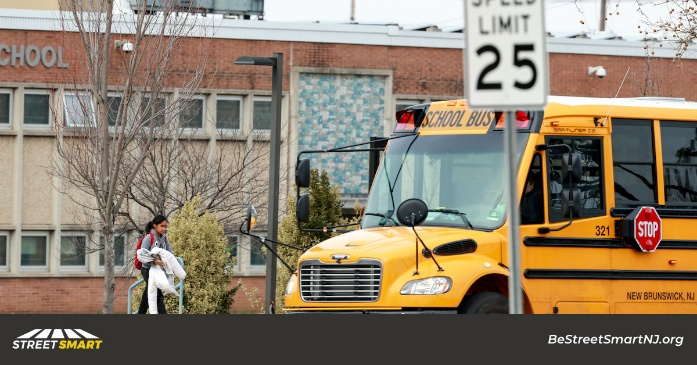 SCHOOL
SPEED
LIMIT
25
SCHOOL BUS
321
STOP
NEW BRUNSWICK, NJ
STREETSMART
BeStreetSmartNJ.org